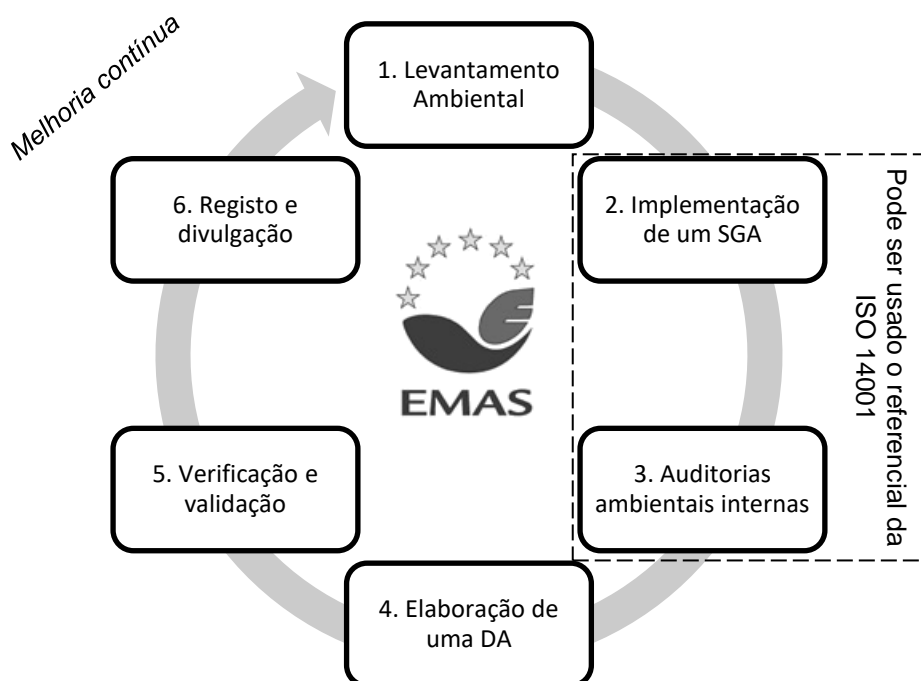 Melhoria contínua
1. Levantamento
Ambiental
2. Implementação
de um SGA
Pode ser usado o referencial da
ISO 14001
3. Auditorias
ambientais internas
4. Elaboração de
uma DA
5. Verificação e
validação
6. Registo e
divulgação
EMAS